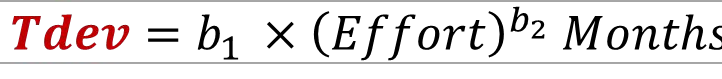 Tdev = b₁ × (Effort)^b₂ Months